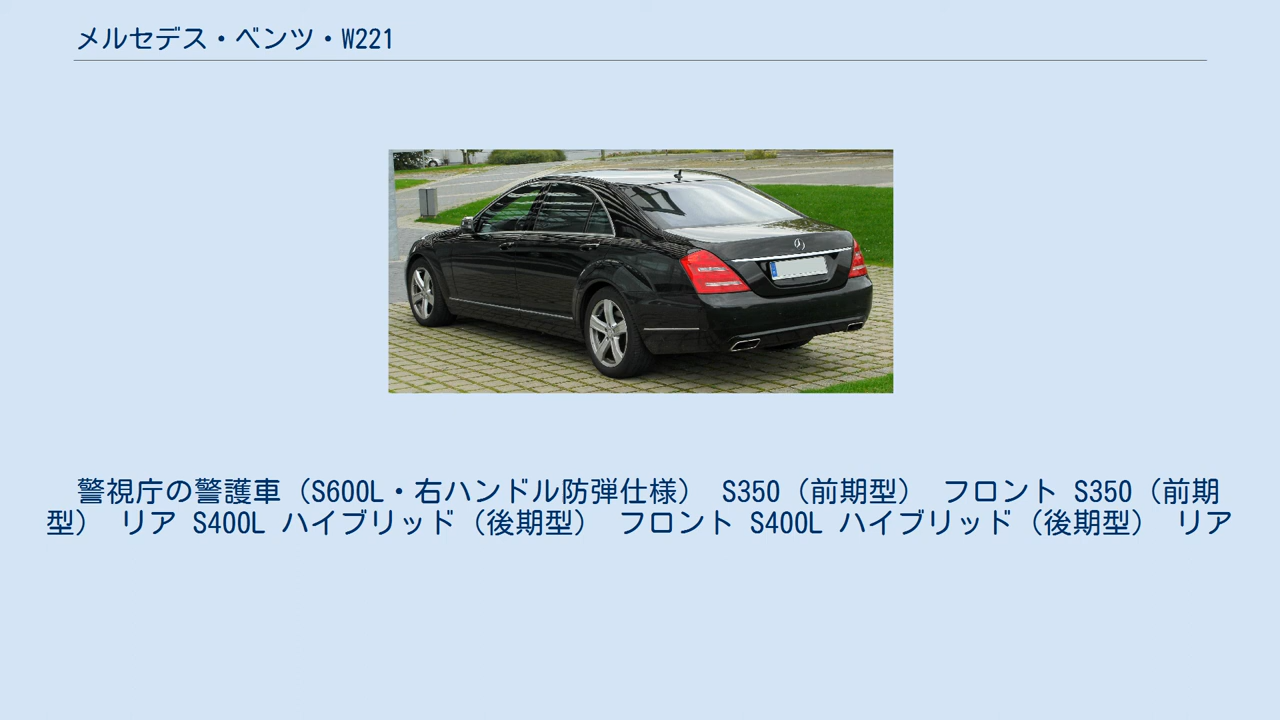 メルセデス・ベンツ・W221
警視庁の警護車（S600L・右ハンドル防弾仕様） S350（前期型） フロント S350（前期
型） リア S400L ハイブリッド（後期型） フロント S400L ハイブリッド（後期型） リア